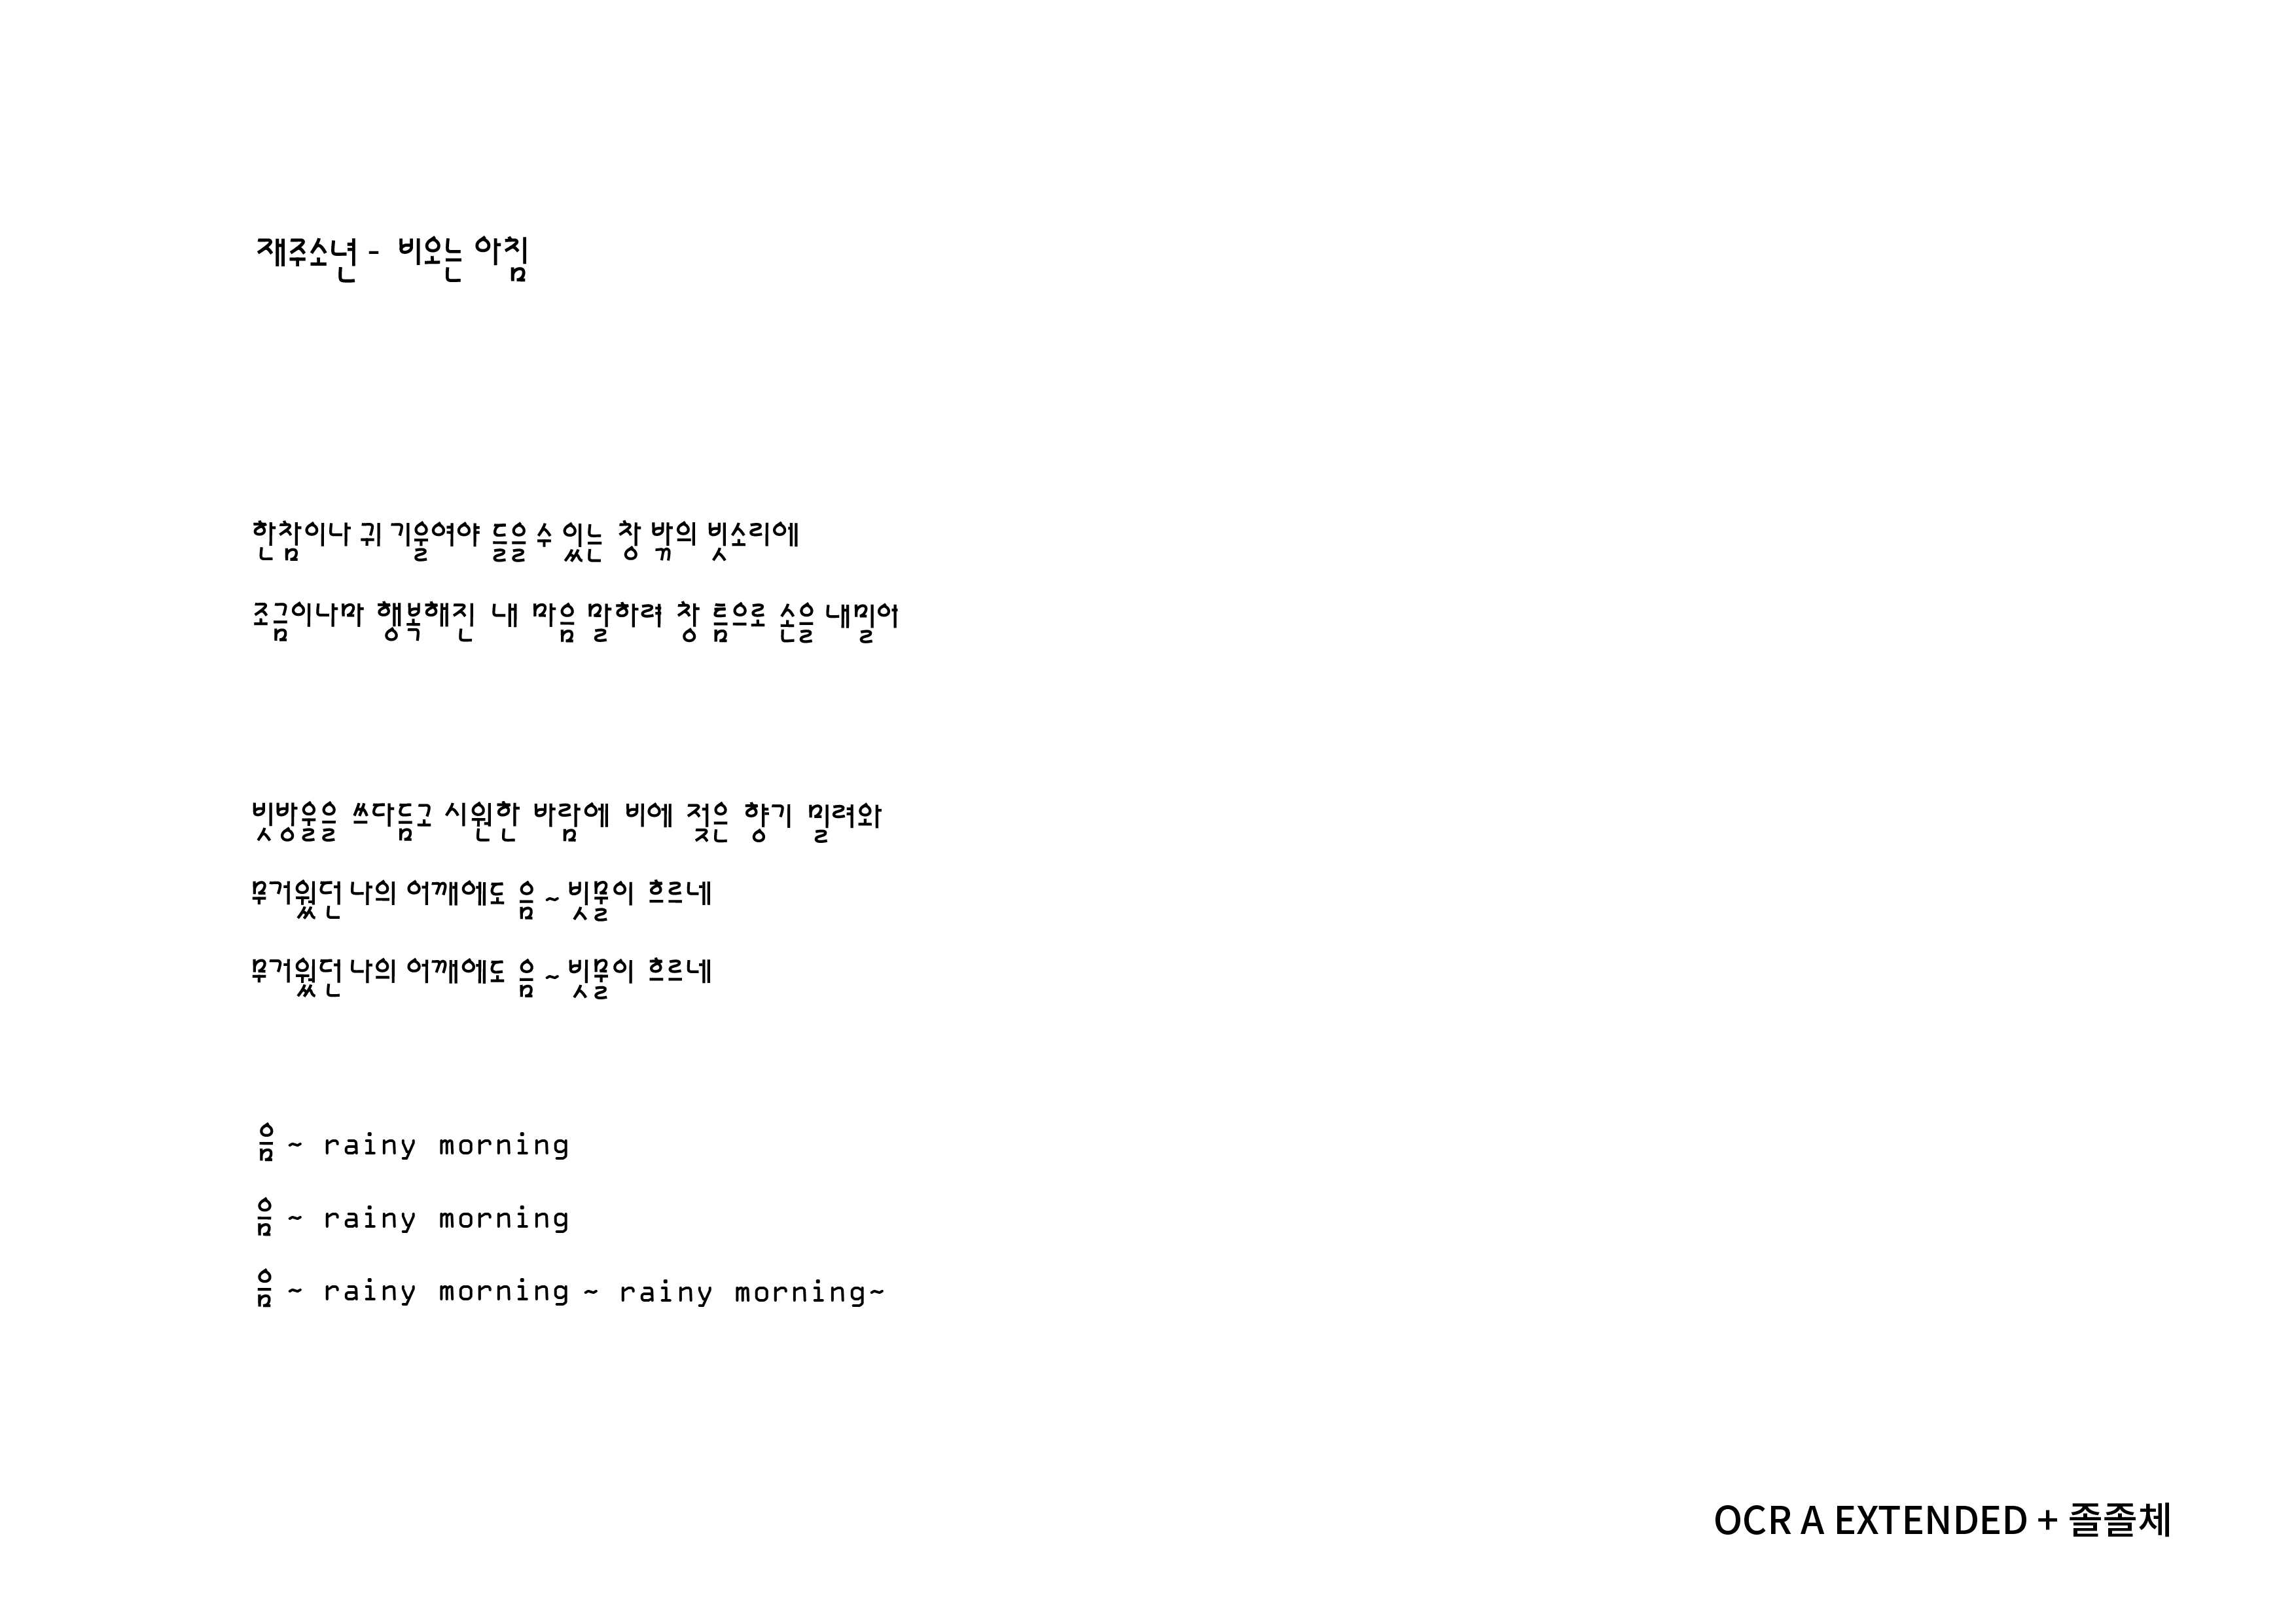 재주소년 - 비오는 아침
한참이나 귀 기울여야 들을 수 있는 창 밖의 빗소리에
조금이나마 행복해진 내 마음 말하려 창 틈으로 손을 내밀어
빗방울을 쓰다듬고 시원한 바람에 비에 젖은 향기 밀려와
무거웠던 나의 어깨에도 음 ~ 빗물이 흐르네
무거웠던 나의 어깨에도 음 ~ 빗물이 흐르네
음 ~ rainy morning
음 ~ rainy morning
음 ~ rainy morning ~ rainy morning~
OCR A EXTENDED + 졸졸체